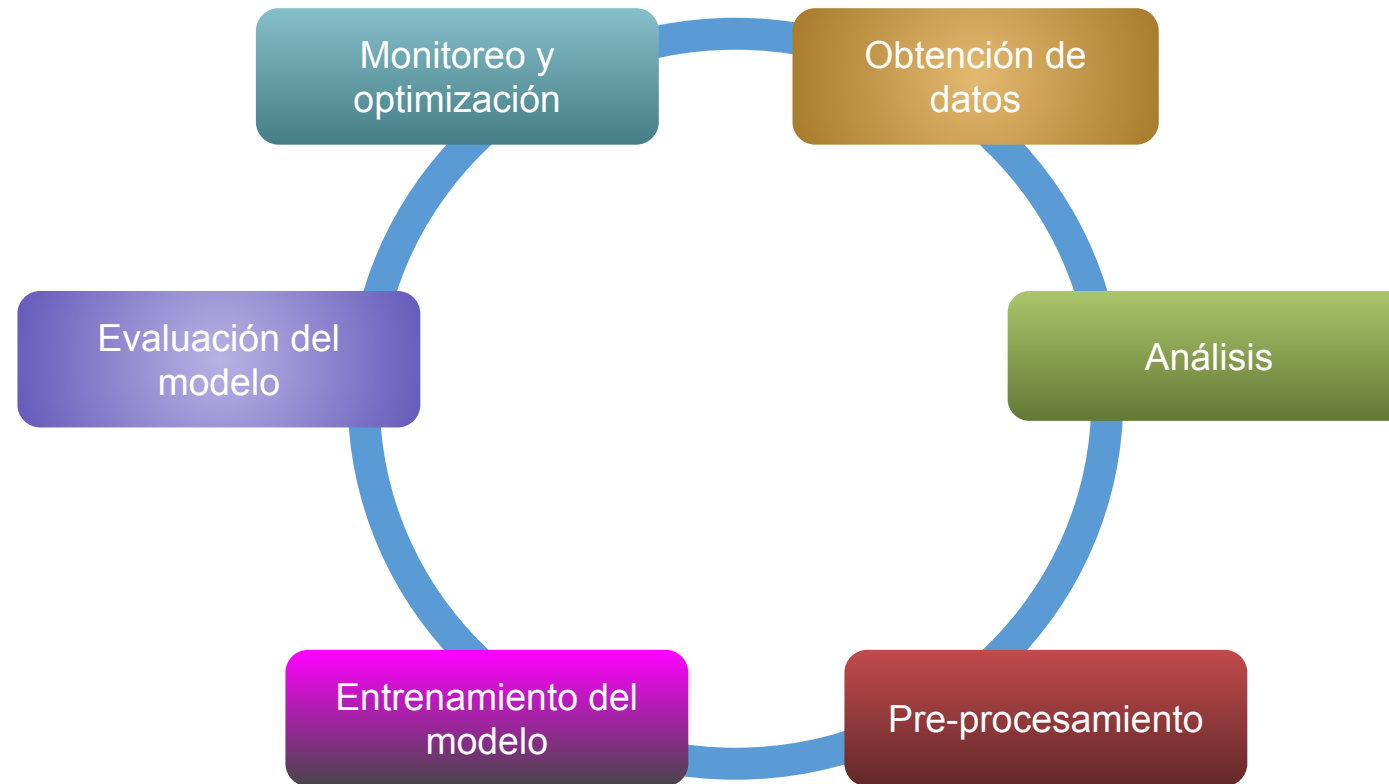 Monitoreo y
optimización
Obtención de
datos
Evaluación del
modelo
Análisis
Entrenamiento del
modelo
Pre-procesamiento